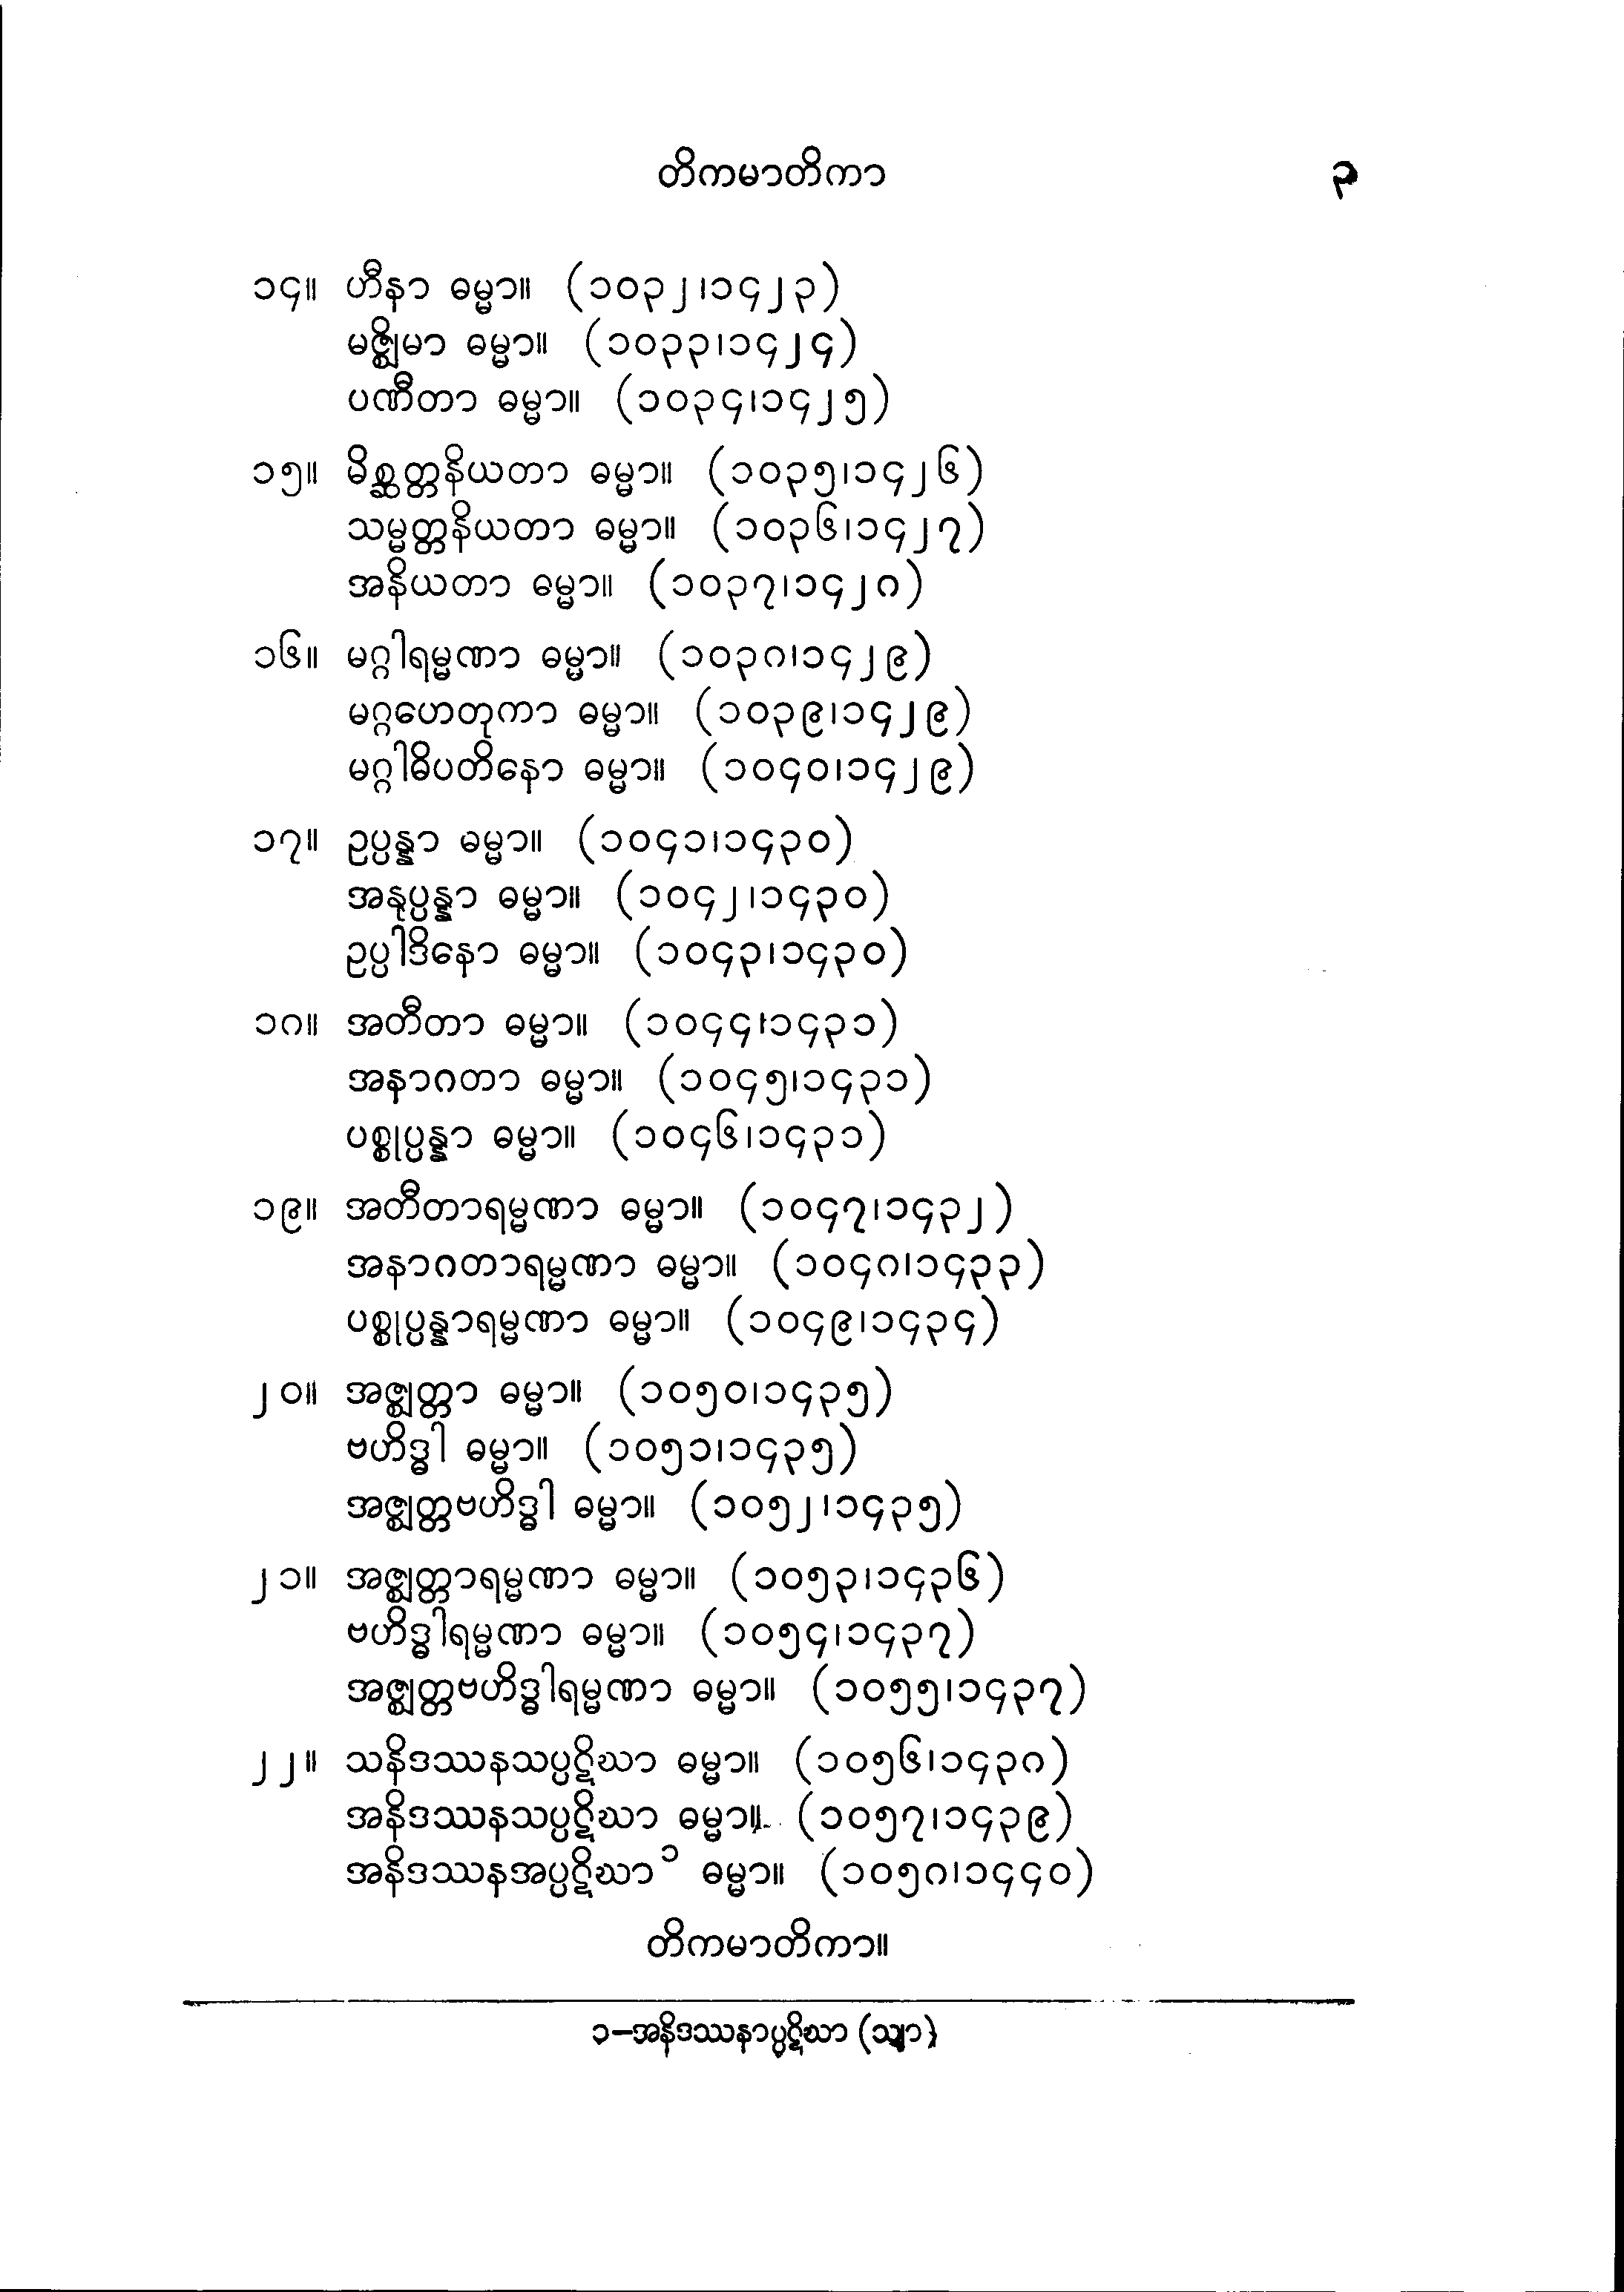 တိကမာတိကာ ၃
၁၄။ ဟီနာ ဓမ္မာ။ (၁၀၃၂၊၁၄၂၃)
မဇ္ဈိမာ ဓမ္မာ။ (၁၀၃၃၊၁၄၂၄)
ပဏီတာ ဓမ္မာ။ (၁၀၃၄၊၁၄၂၅)
၁၅။ မိစ္ဆတ္တနိယတာ ဓမ္မာ။ (၁၀၃၅၊၁၄၂၆)
သမ္မတ္တနိယတာ ဓမ္မာ။ (၁၀၃၆၊၁၄၂၇)
အနိယတာ ဓမ္မာ။ (၁၀၃၇၊၁၄၂၈)
၁၆။ မဂ္ဂါရမ္မဏာ ဓမ္မာ။ (၁၀၃၈၊၁၄၂၉)
မဂ္ဂဟေတုကာ ဓမ္မာ။ (၁၀၃၉၊၁၄၂၉)
မဂ္ဂါဓိပတိနော ဓမ္မာ။ (၁၀၄၀၊၁၄၂၉)
၁၇။ ဥပ္ပန္နာ ဓမ္မာ။ (၁၀၄၁၊၁၄၃၀)
အနုပ္ပန္နာ ဓမ္မာ။ (၁၀၄၂၊၁၄၃၀)
ဥပ္ပါဒိနော ဓမ္မာ။ (၁၀၄၃၊၁၄၃၀)
၁၈။ အတီတာ ဓမ္မာ။ (၁၀၄၄၊၁၄၃၁)
အနာဂတာ ဓမ္မာ။ (၁၀၄၅၊၁၄၃၁)
ပစ္စုပ္ပန္နာ ဓမ္မာ။ (၁၀၄၆၊၁၄၃၁)
၁၉။ အတီတာရမ္မဏာ ဓမ္မာ။ (၁၀၄၇၊၁၄၃၂)
အနာဂတာရမ္မဏာ ဓမ္မာ။ (၁၀၄၈၊၁၄၃၃)
ပစ္စုပ္ပန္နာရမ္မဏာ ဓမ္မာ။ (၁၀၄၉၊၁၄၃၄)
၂၀။ အဇ္ဈတ္တာ ဓမ္မာ။ (၁၀၅၀၊၁၄၃၅)
ဗဟိဒ္ဓါ ဓမ္မာ။ (၁၀၅၁၊၁၄၃၅)
အဇ္ဈတ္တဗဟိဒ္ဓါ ဓမ္မာ။ (၁၀၅၂၊၁၄၃၅)
၂၁။ အဇ္ဈတ္တာရမ္မဏာ ဓမ္မာ။ (၁၀၅၃၊၁၄၃၆)
ဗဟိဒ္ဓါရမ္မဏာ ဓမ္မာ။ (၁၀၅၄၊၁၄၃၇)
အဇ္ဈတ္တဗဟိဒ္ဓါရမ္မဏာ ဓမ္မာ။ (၁၀၅၅၊၁၄၃၇)
၂၂။ သနိဒဿနသပ္ပဋိဃာ ဓမ္မာ။ (၁၀၅၆၊၁၄၃၈)
အနိဒဿနသပ္ပဋိဃာ ဓမ္မာ။ (၁၀၅၇၊၁၄၃၉)
အနိဒဿနအပ္ပဋိဃာ၁ ဓမ္မာ။ (၁၀၅၈၊၁၄၄၀)
တိကမာတိကာ။
၁–အနိဒဿနာပ္ပဋိဃာ (သျှာ)